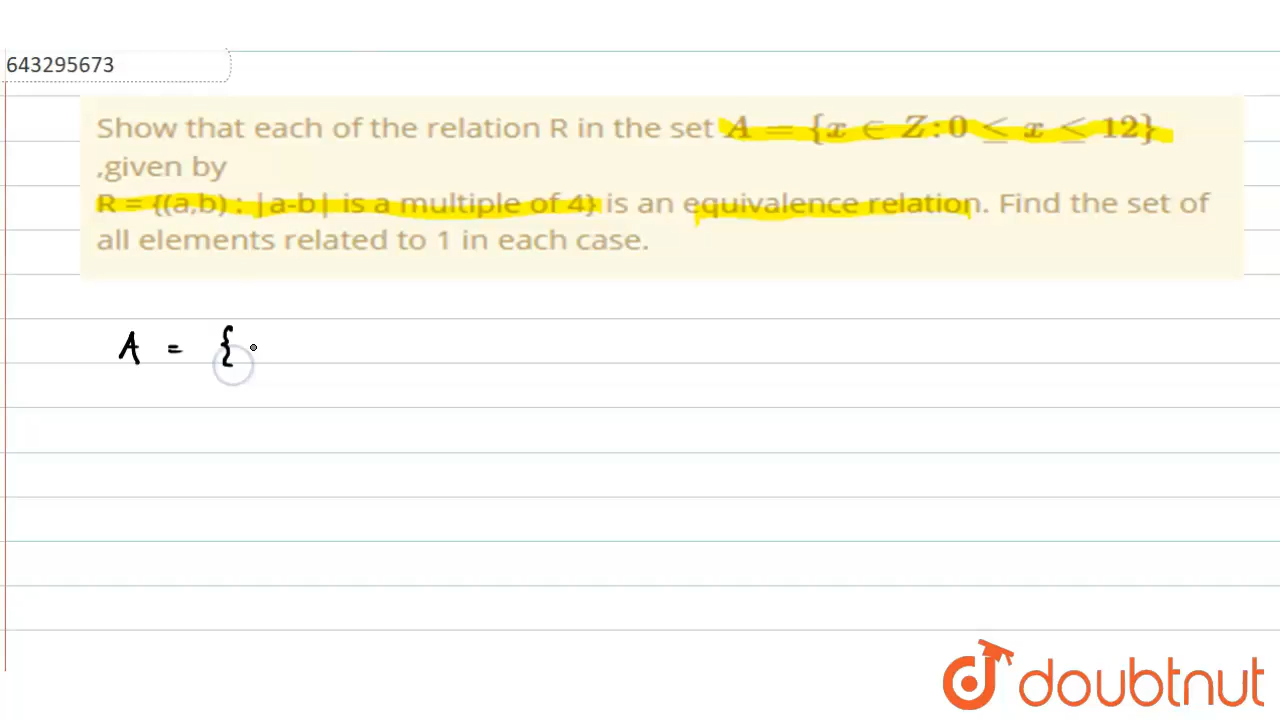 643295673
Show that each of the relation R in the set A = {x ∈ Z : 0 ≤ x ≤ 12}
,given by
R = {(a,b) : |a-b| is a multiple of 4} is an equivalence relation. Find the set of
all elements related to 1 in each case.
A = {
doubtnut